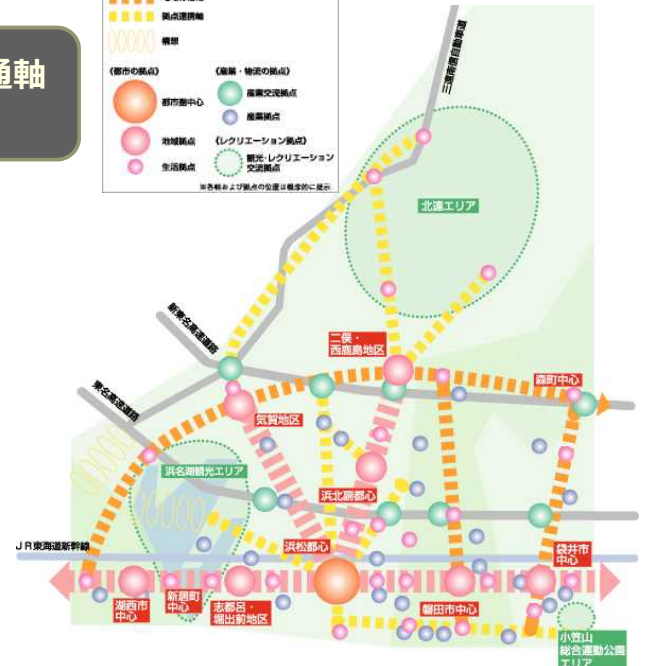 通軸
拠点連携軸
構想
《都市の拠点》
都市圏中心
地域拠点
生活拠点
《産業・物流の拠点》
産業交流拠点
産業拠点
《レクリエーション拠点》
観光・レクリエーション
交流拠点
※各軸および拠点の位置は概念的に提示
三遠南信自動車道
北遠エリア
新東名高速道路
二俣・
西鹿島地区
森町中心
東名高速道路
気賀地区
浜名湖観光エリア
浜北副都心
JR東海道新幹線
浜松都心
袋井市
中心
湖西市
中心
新居町
中心
志都呂・
堀出前地区
磐田市中心
小笠山
総合運動公園
エリア